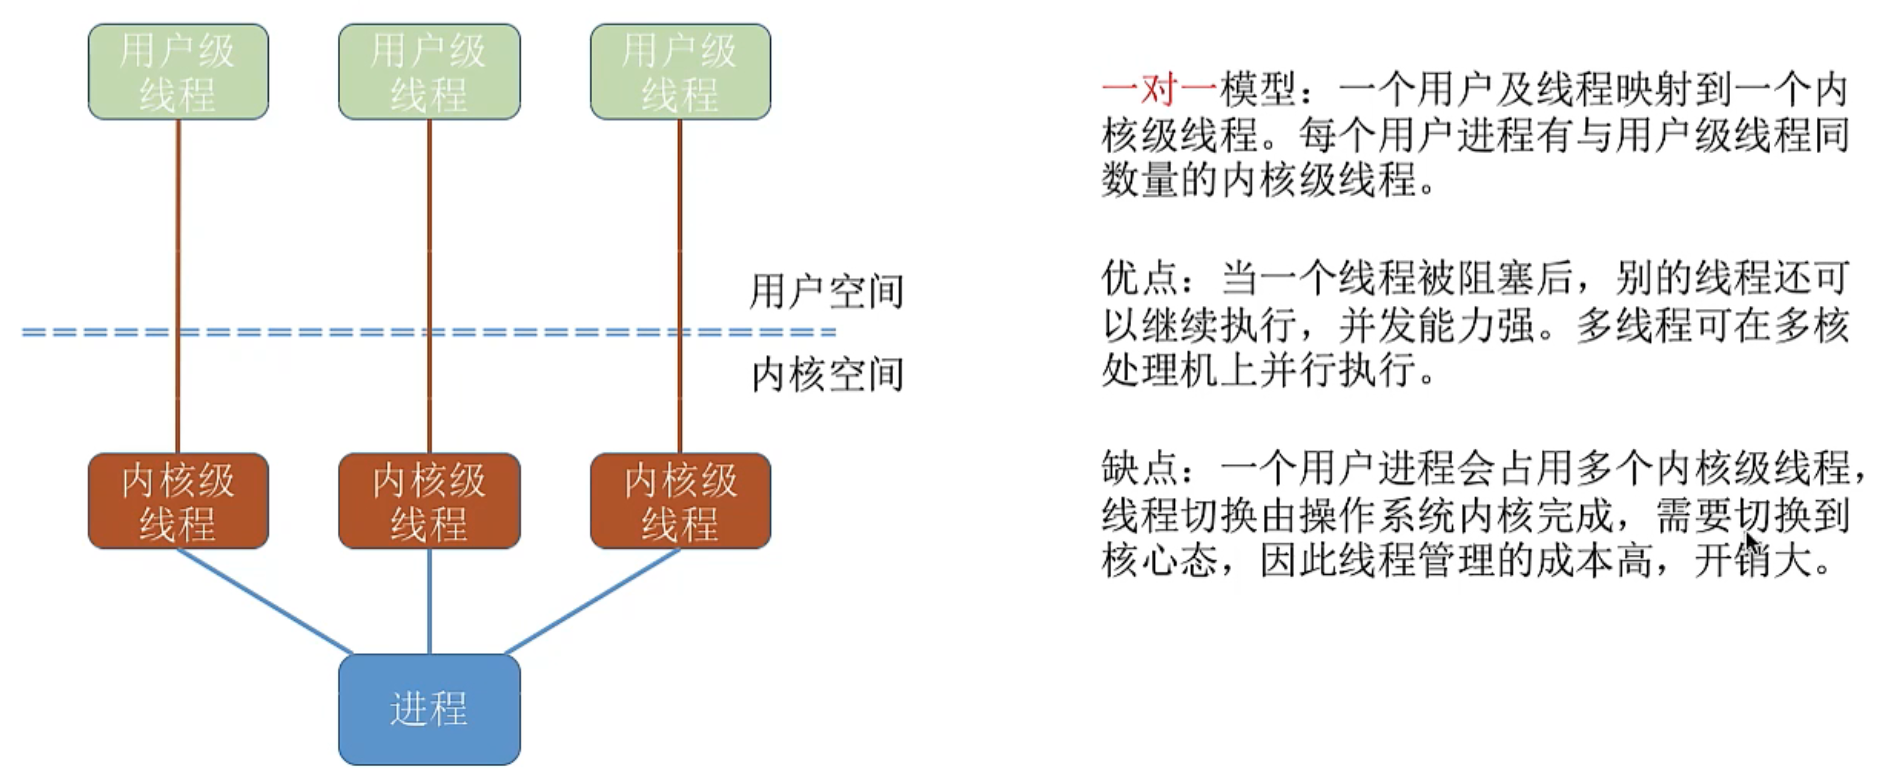 用户级
线程
用户级
线程
用户级
线程
用户空间
内核空间
内核级
线程
内核级
线程
内核级
线程
进程
一对一模型：一个用户及线程映射到一个内
核级线程。每个用户进程有与用户级线程同
数量的内核级线程。
优点：当一个线程被阻塞后，别的线程还可
以继续执行，并发能力强。多线程可在多核
处理机上并行执行。
缺点：一个用户进程会占用多个内核级线程，
线程切换由操作系统内核完成，需要切换到
核心态，因此线程管理的成本高，开销大。